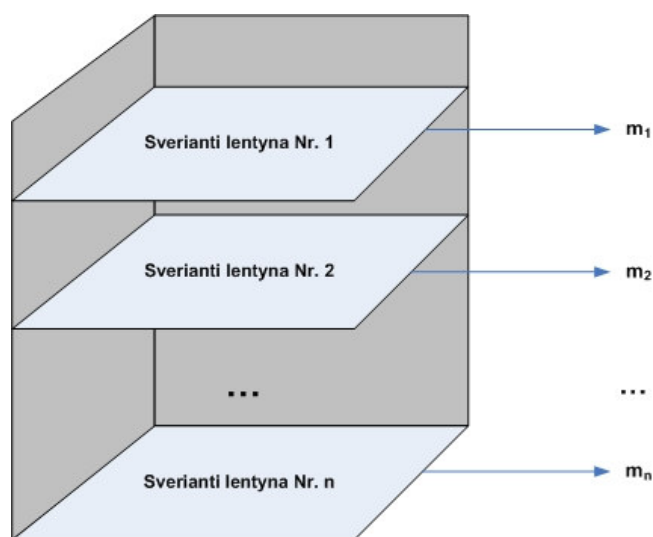 Sverianti lentyna Nr. 1
m₁
Sverianti lentyna Nr. 2
m₂
...
...
Sverianti lentyna Nr. n
mₙ